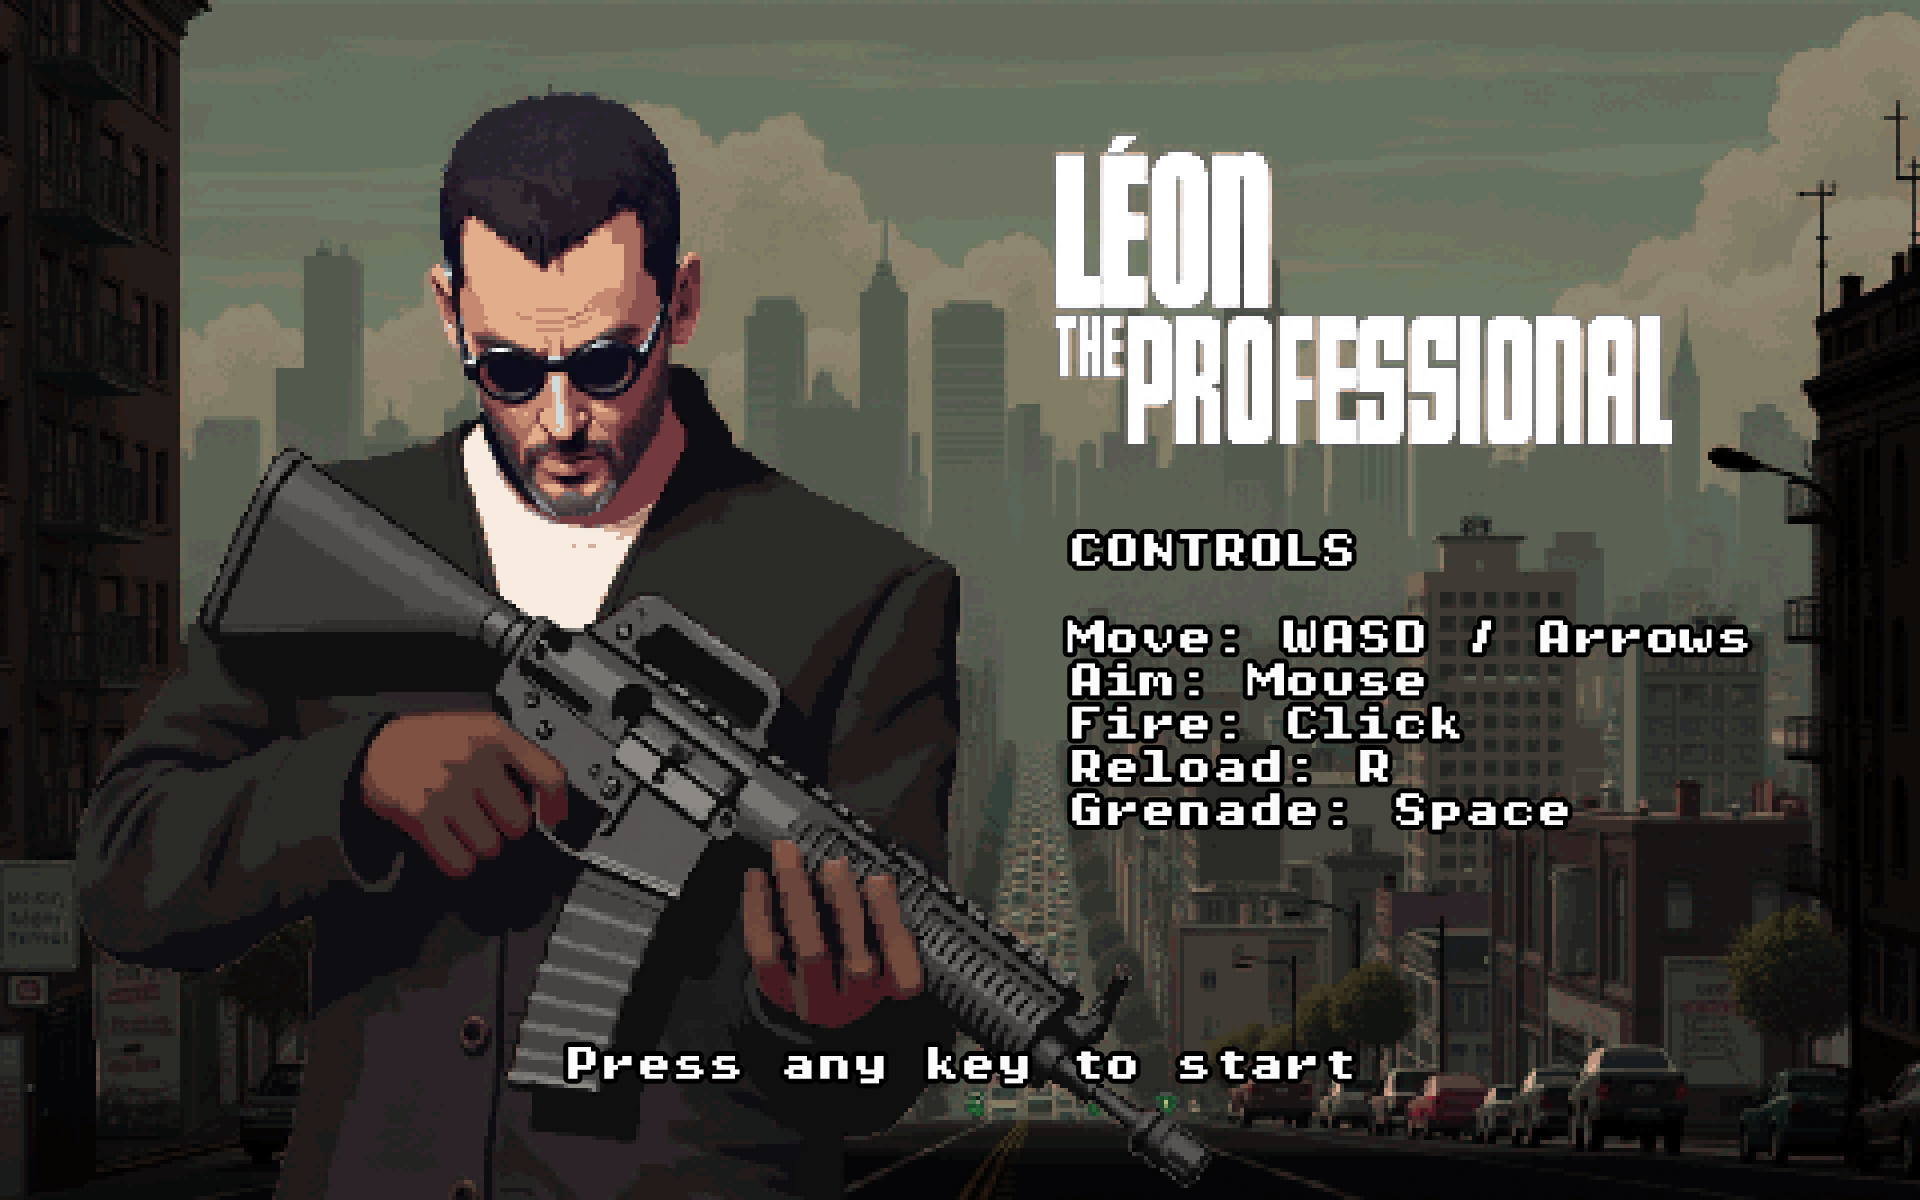 LÉON
THE PROFESSIONAL
CONTROLS
Move: WASD / Arrows
Aim: Mouse
Fire: Click
Reload: R
Grenade: Space
Press any key to start